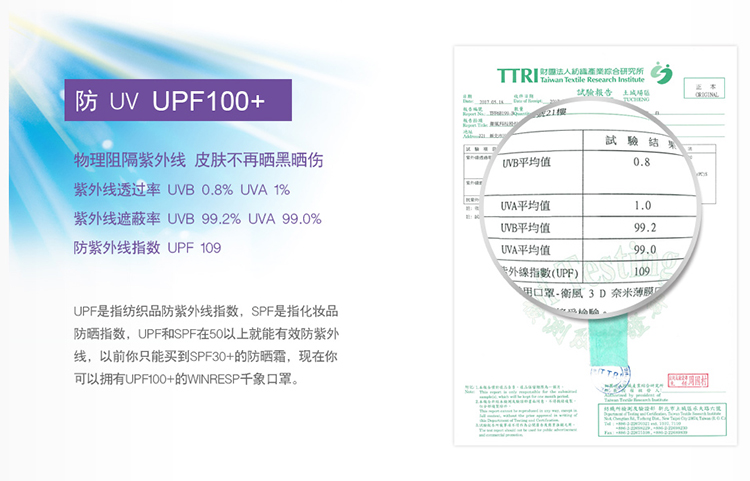 防 UV UPF100+
物理阻隔紫外线 皮肤不再晒黑晒伤
紫外线透过率 UVB 0.8% UVA 1%
紫外线遮蔽率 UVB 99.2% UVA 99.0%
防紫外线指数 UPF 109
UPF是指纺织品防紫外线指数，SPF是指化妆品
防晒指数，UPF和SPF在50以上就能有效防紫外
线，以前你只能买到SPF30+的防晒霜，现在你
可以拥有UPF100+的WINRESP千象口罩。
TTRI 財團法人紡織產業綜合研究所
Taiwan Textile Research Institute
試驗報告 土城場區
TUCHENG
正本
ORIGINAL
號21樓
試驗結果
UVB平均值 0.8
UVA平均值 1.0
UVB平均值 99.2
UVA平均值 99.0
紫外線指數(UPF) 109
用口罩-衛風 3D 奈米薄膜口
Taiwan Textile Research Institute